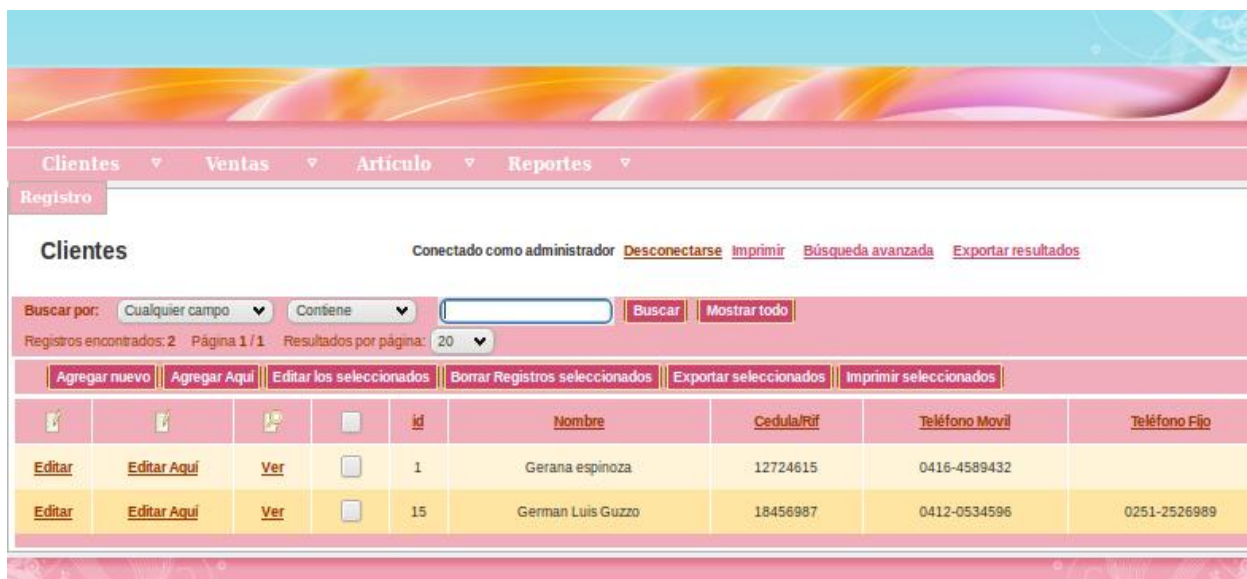 Clientes Ventas Artículo Reportes
Registro
Clientes
Conectado como administrador Desconectarse Imprimir Búsqueda avanzada Exportar resultados
Buscar por: Cualquier campo Contiene Buscar Mostrar todo
Registros encontrados: 2 Página 1 / 1 Resultados por página: 20
Agregar nuevo Agregar Aquí Editar los seleccionados Borrar Registros seleccionados Exportar seleccionados Imprimir seleccionados
id Nombre Cedula/Rif Teléfono Movil Teléfono Fijo
Editar Editar Aquí Ver 1 Gerana espinoza 12724615 0416-4589432
Editar Editar Aquí Ver 15 German Luis Guzzo 18456987 0412-0534596 0251-2526989